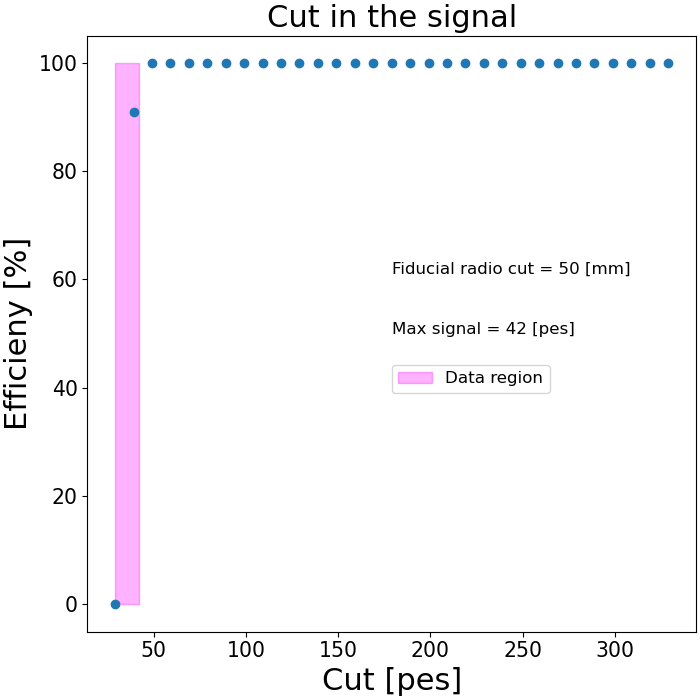 Cut in the signal
100
80
60
40
20
0
Efficieny [%]
Fiducial radio cut = 50 [mm]
Max signal = 42 [pes]
Data region
50 100 150 200 250 300
Cut [pes]